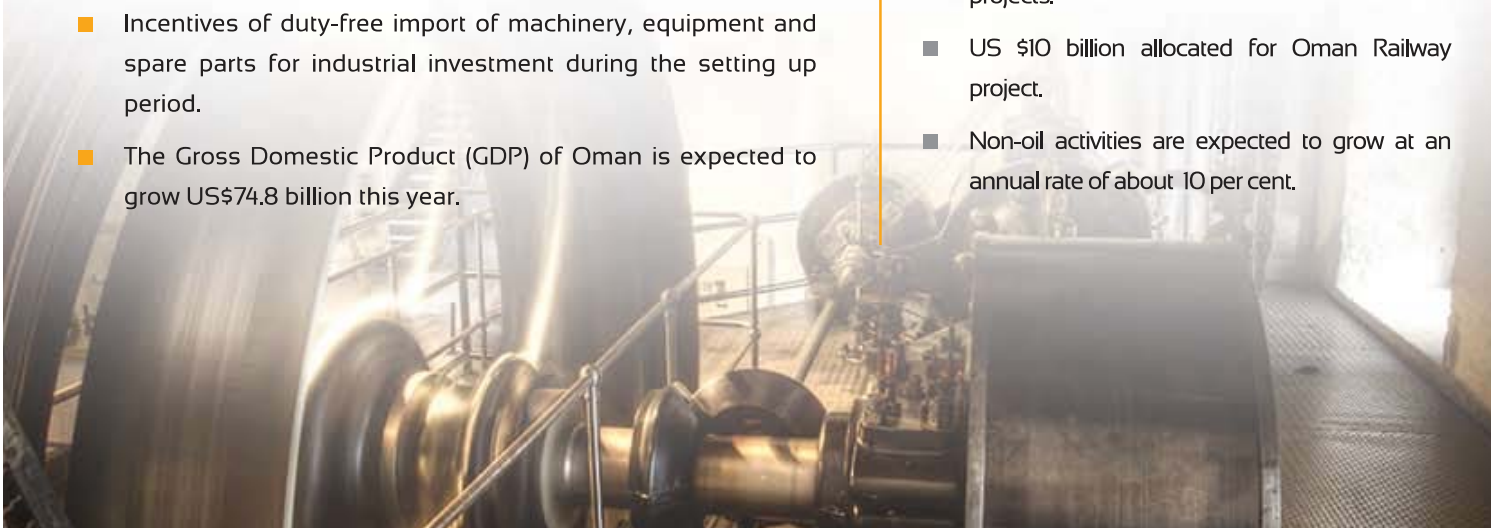 Incentives of duty-free import of machinery, equipment and
spare parts for industrial investment during the setting up
period.
The Gross Domestic Product (GDP) of Oman is expected to
grow US$74.8 billion this year.
projects.
US $10 billion allocated for Oman Railway
project.
Non-oil activities are expected to grow at an
annual rate of about 10 per cent.